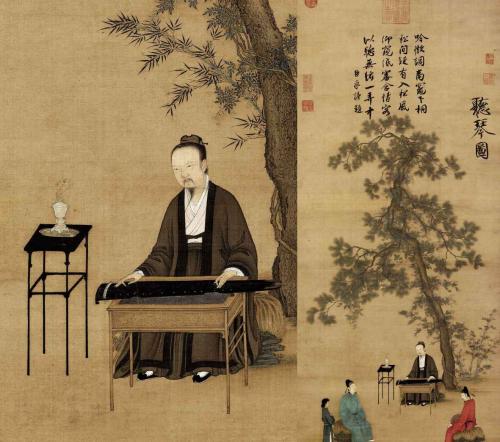 聽琴圖
吟徵調商竈下桐
松間疑有入松風
仰窺低審含情客
以聽無絃一弄中
臣京謹題